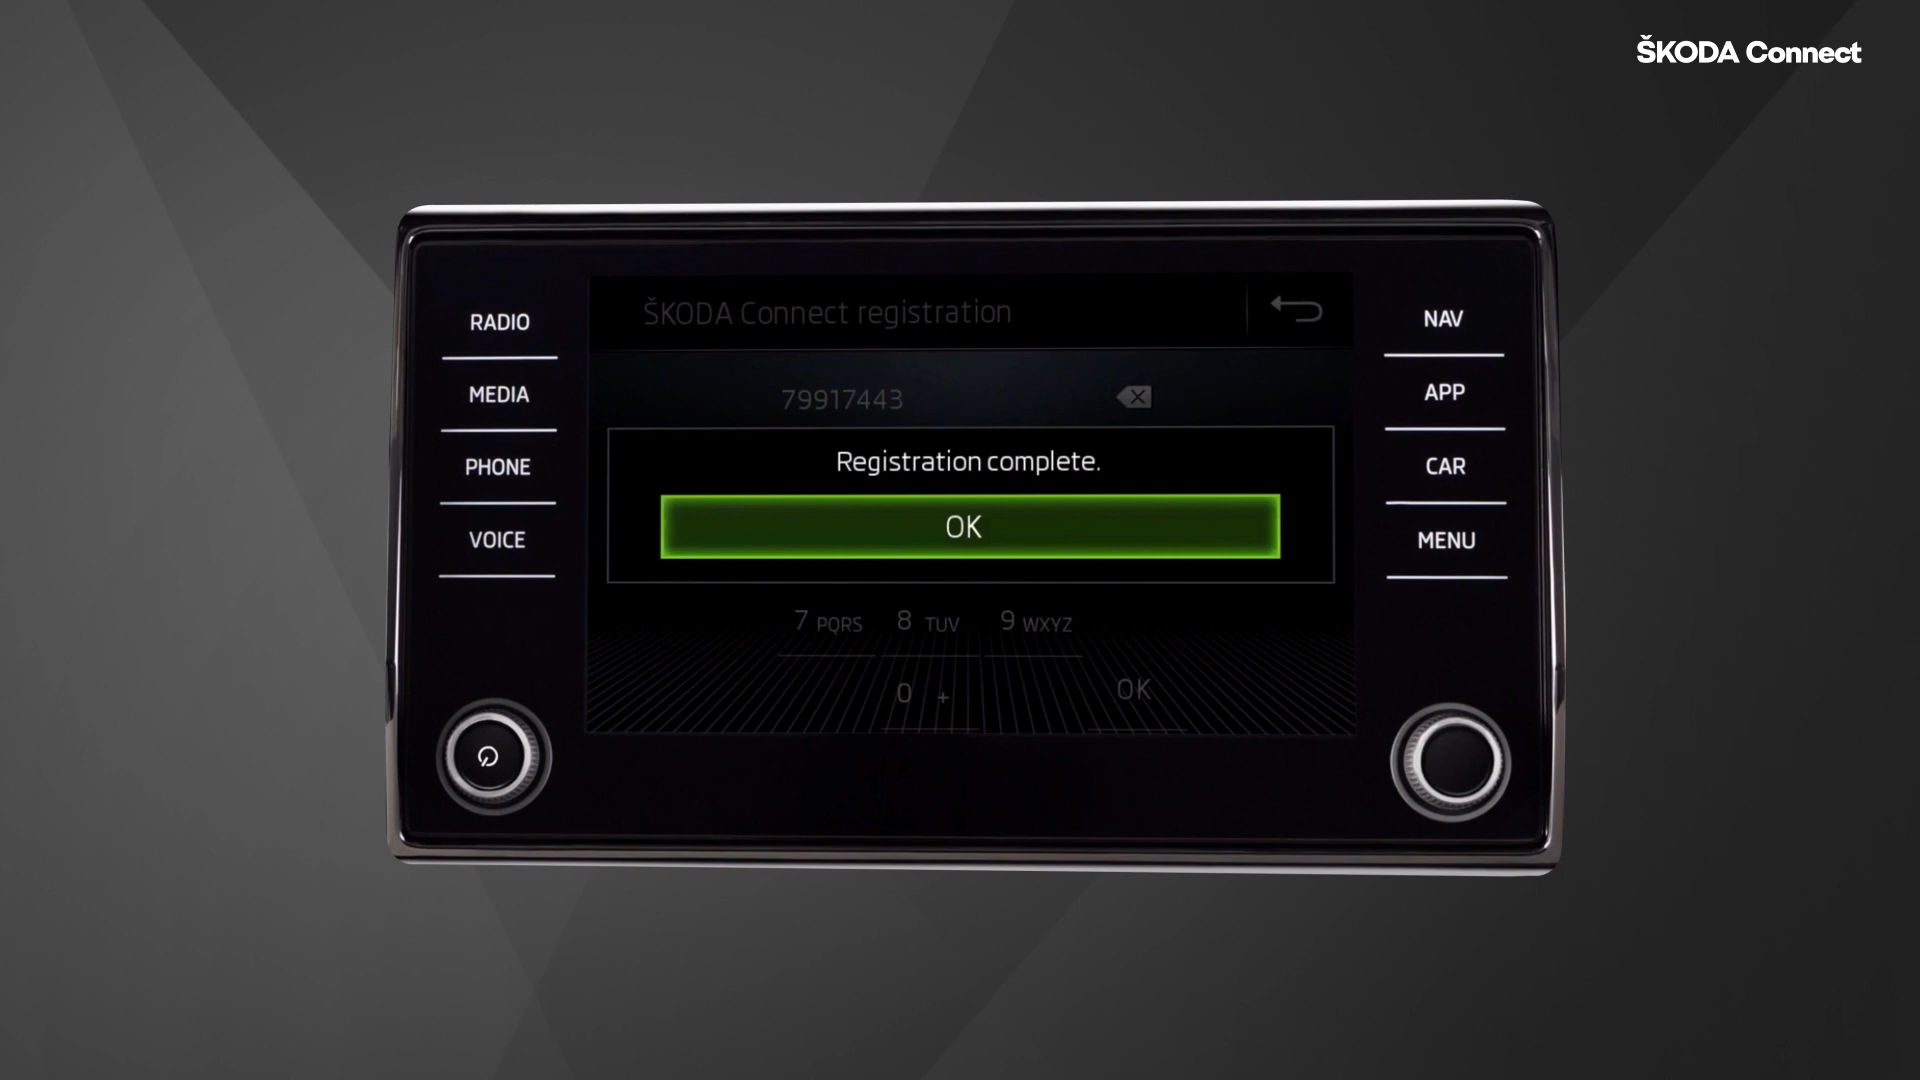 ŠKODA Connect
RADIO
MEDIA
PHONE
VOICE
ŠKODA Connect registration
79917443
Registration complete.
OK
7 PQRS 8 TUV 9 WXYZ
0 +
OK
NAV
APP
CAR
MENU